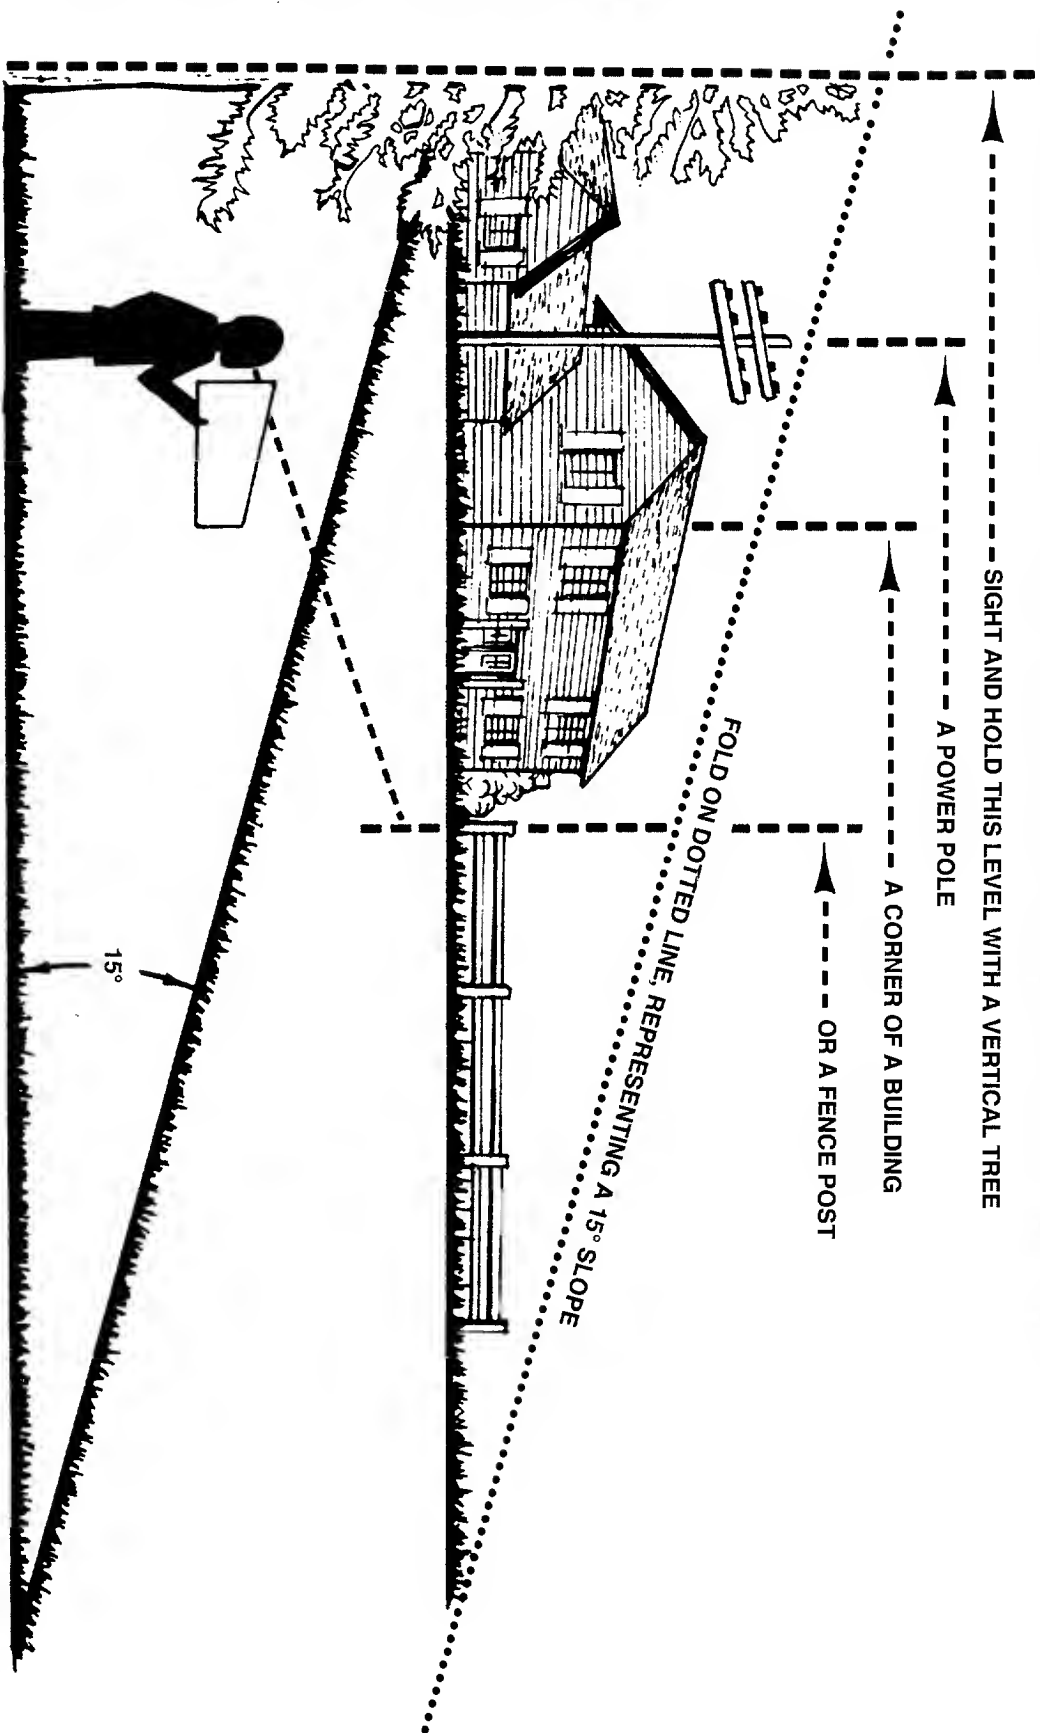 SIGHT AND HOLD THIS LEVEL WITH A VERTICAL TREE
A POWER POLE
A CORNER OF A BUILDING
OR A FENCE POST
FOLD ON DOTTED LINE, REPRESENTING A 15° SLOPE
15°